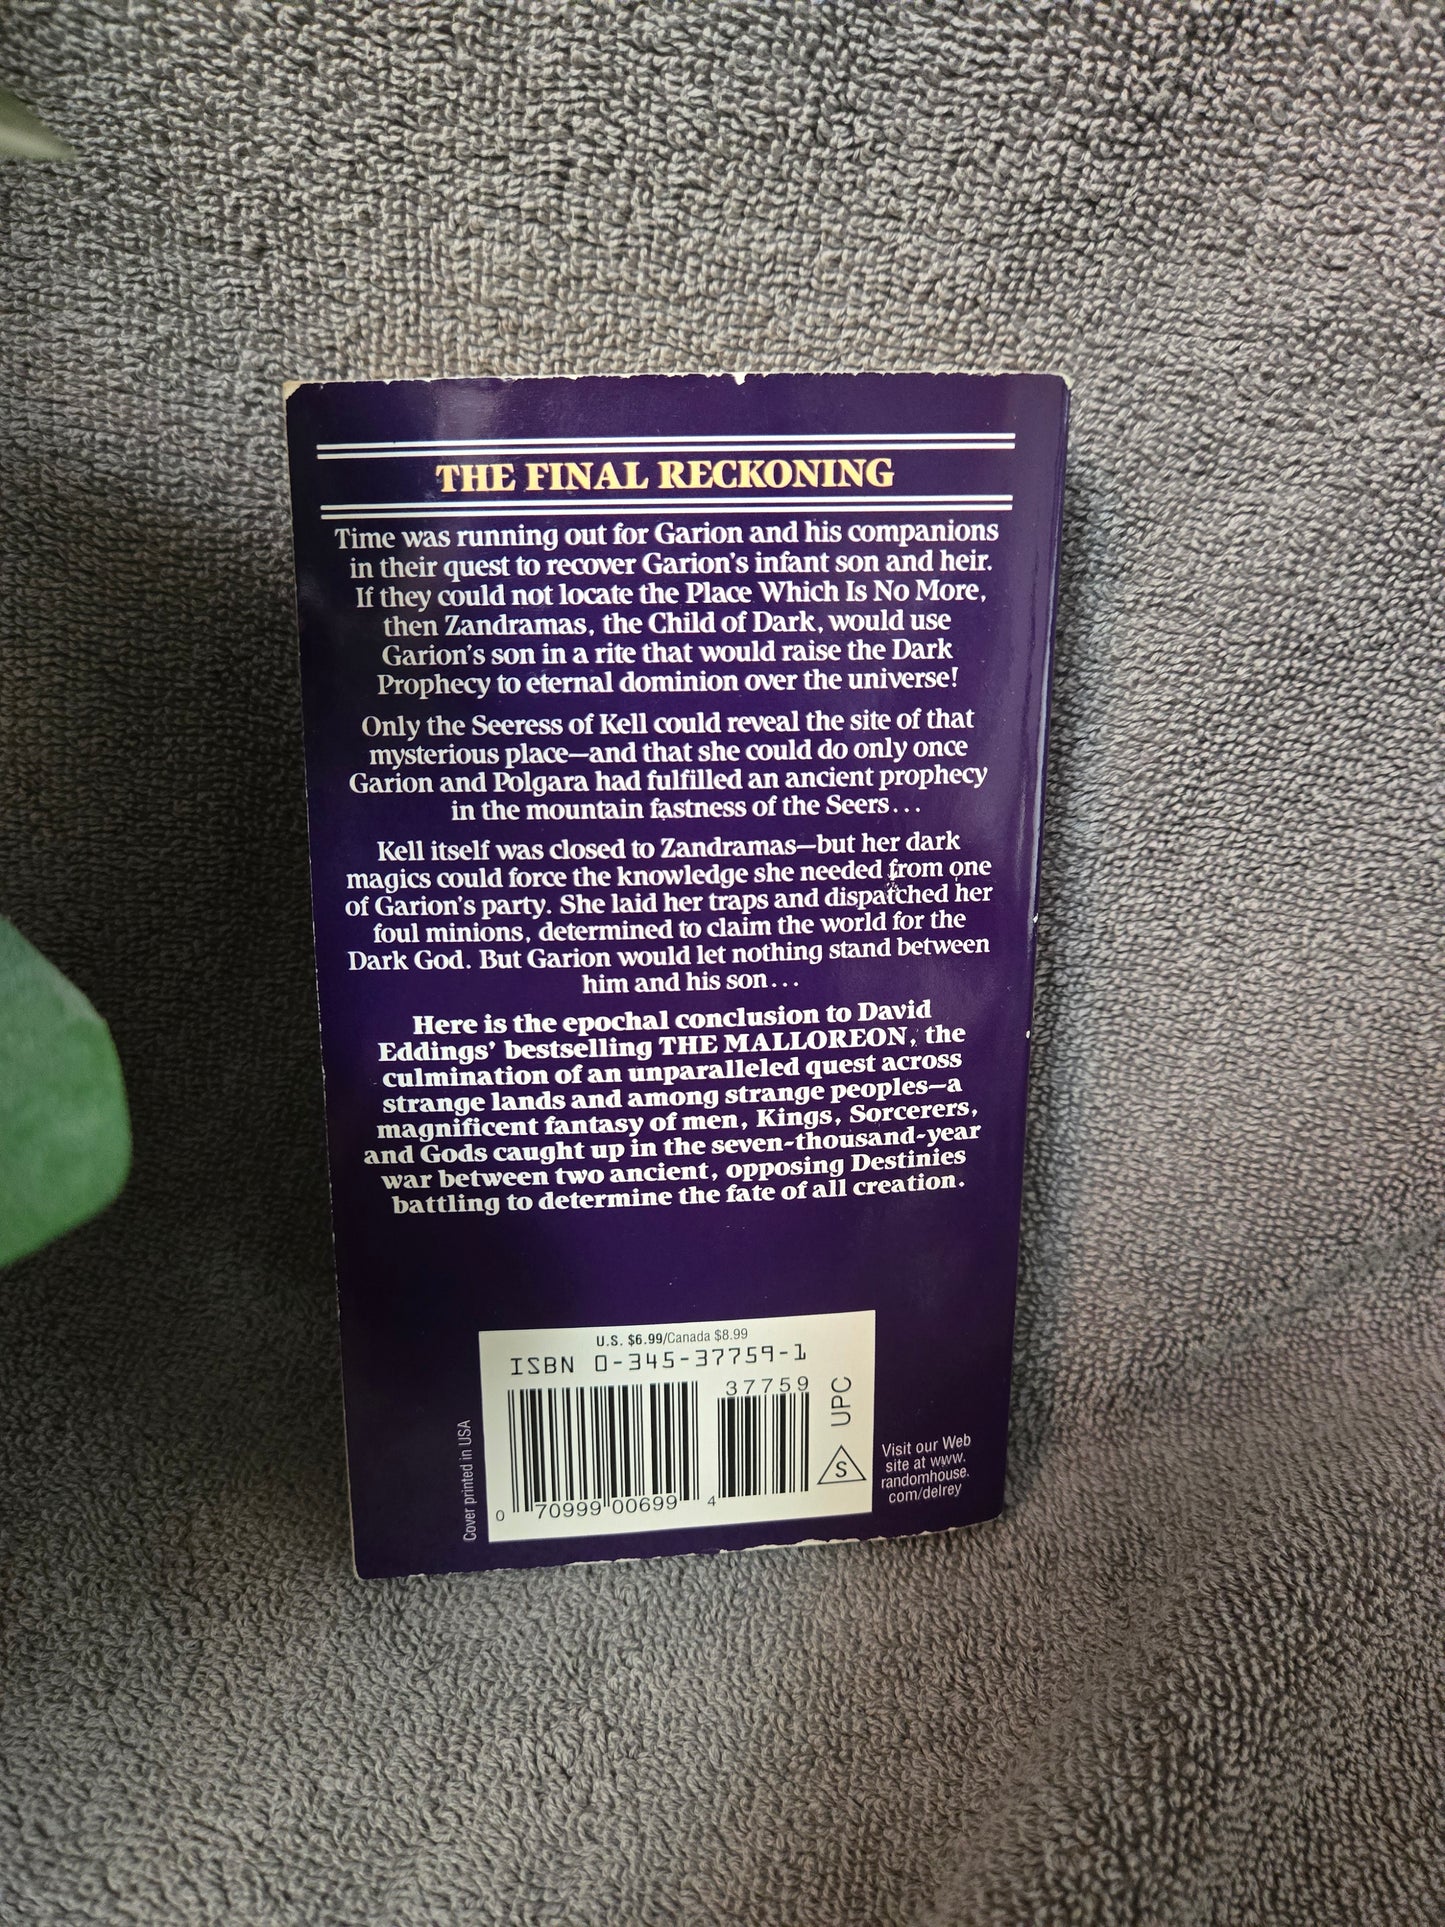 THE FINAL RECKONING
Time was running out for Garion and his companions
in their quest to recover Garion's infant son and heir.
If they could not locate the Place Which Is No More,
then Zandramas, the Child of Dark, would use
Garion's son in a rite that would raise the Dark
Prophecy to eternal dominion over the universe!
Only the Seeress of Kell could reveal the site of that
mysterious place—and that she could do only once
Garion and Polgara had fulfilled an ancient prophecy
in the mountain fastness of the Seers...
Kell itself was closed to Zandramas—but her dark
magics could force the knowledge she needed from one
of Garion's party. She laid her traps and dispatched her
foul minions, determined to claim the world for the
Dark God. But Garion would let nothing stand between
him and his son...
Here is the epochal conclusion to David
Eddings' bestselling THE MALLOREON, the
culmination of an unparalleled quest across
strange lands and among strange peoples—a
magnificent fantasy of men, Kings, Sorcerers,
and Gods caught up in the seven-thousand-year
war between two ancient, opposing Destinies
battling to determine the fate of all creation.
U.S. $6.99/Canada $8.99
ISBN 0-345-37759-1
37759
UPC
S
0 70999 00699 4
Cover printed in USA
Visit our Web
site at www.
randomhouse.
com/delrey